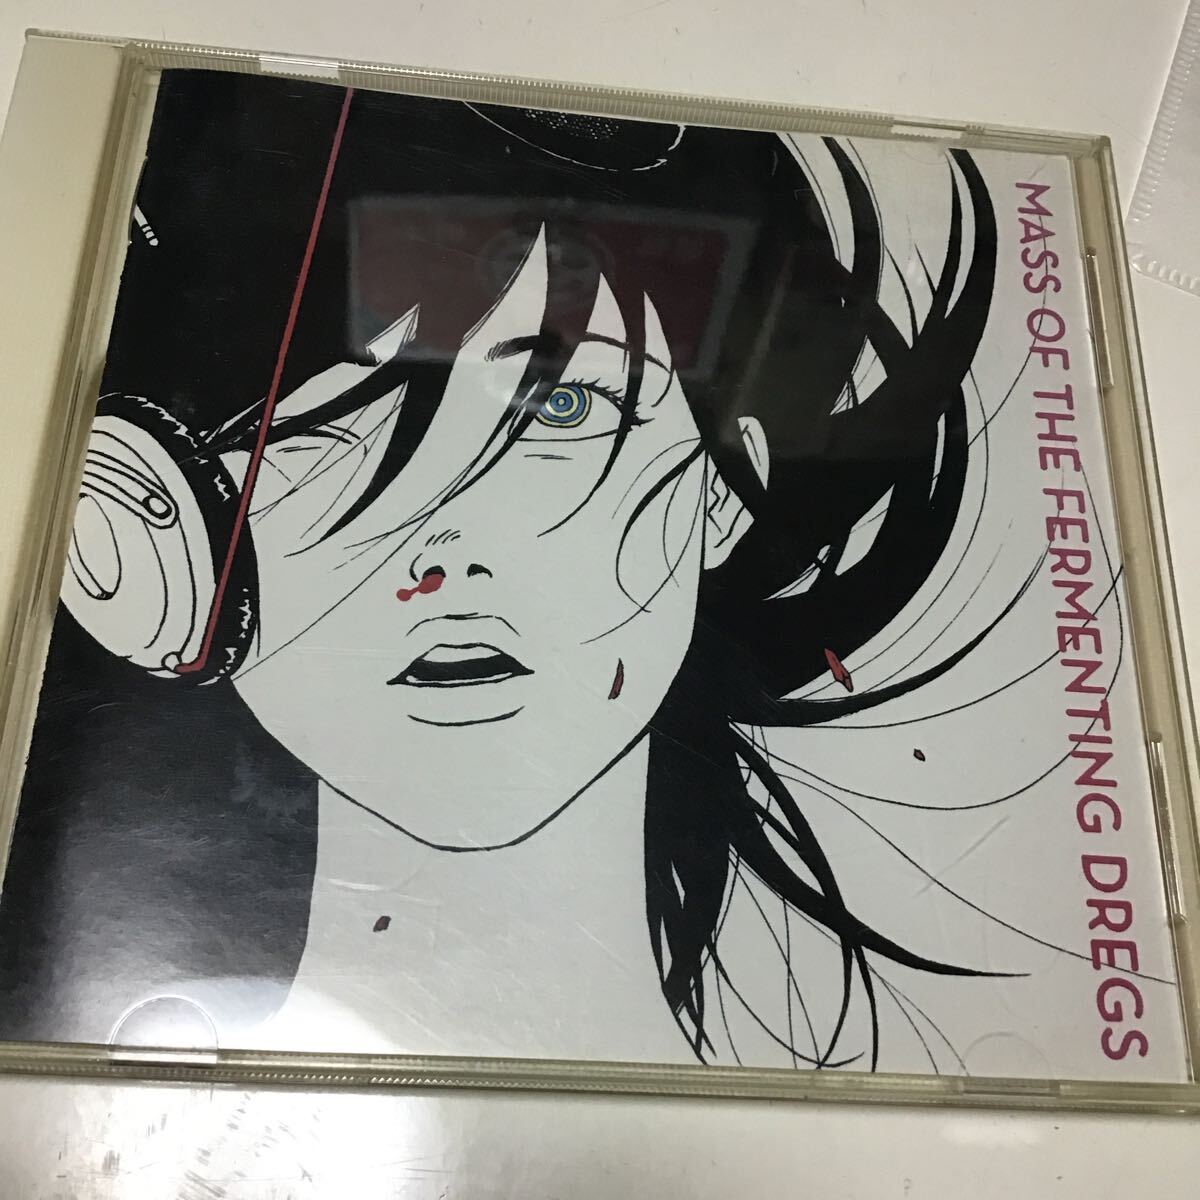 MASS OF THE FERMENTING DREGS